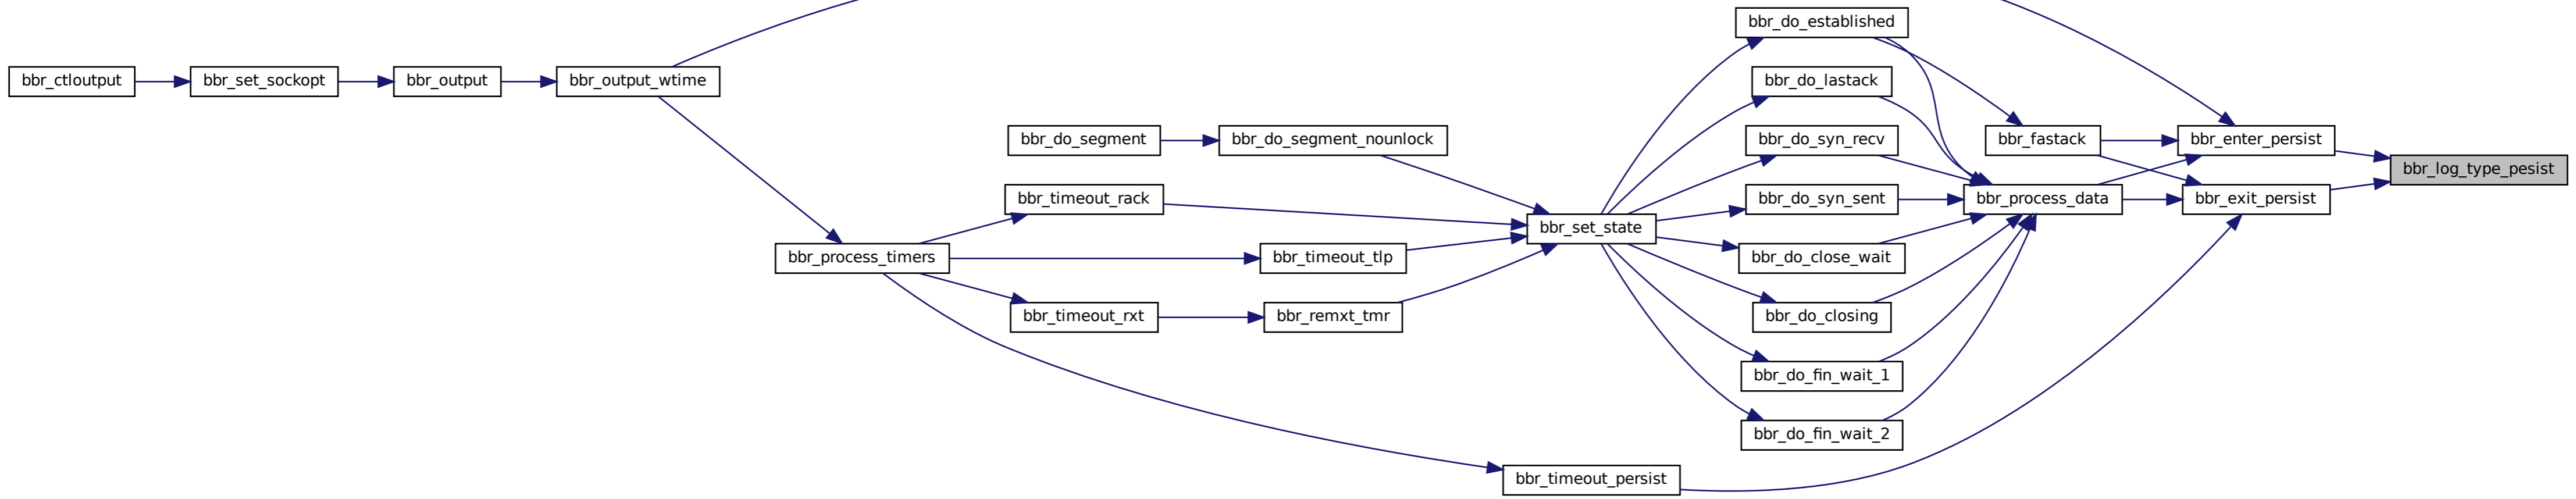 bbr_do_established
bbr_ctloutput
bbr_set_sockopt
bbr_output
bbr_output_wtime
bbr_do_lastack
bbr_do_segment
bbr_do_segment_nounlock
bbr_do_syn_recv
bbr_fastack
bbr_enter_persist
bbr_log_type_pesist
bbr_timeout_rack
bbr_do_syn_sent
bbr_process_data
bbr_exit_persist
bbr_set_state
bbr_process_timers
bbr_timeout_tlp
bbr_do_close_wait
bbr_timeout_rxt
bbr_remxt_tmr
bbr_do_closing
bbr_do_fin_wait_1
bbr_do_fin_wait_2
bbr_timeout_persist